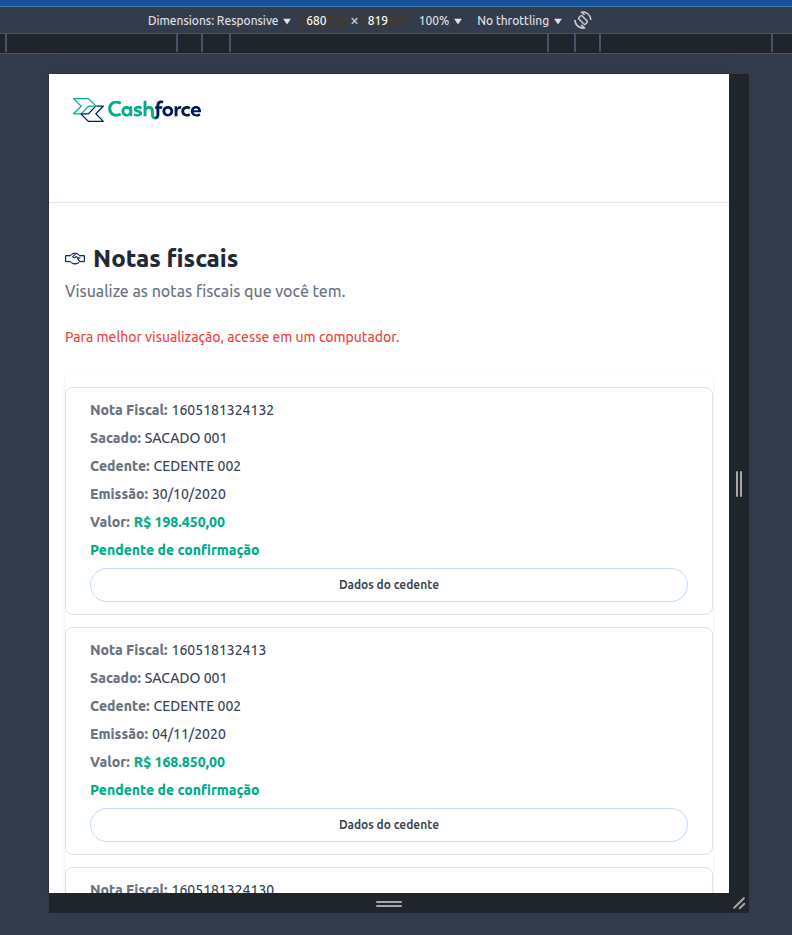 Dimensions: Responsive ▼ 680 × 819 100% ▼ No throttling ▼
Cashforce
Notas fiscais
Visualize as notas fiscais que você tem.
Para melhor visualização, acesse em um computador.
Nota Fiscal: 1605181324132
Sacado: SACADO 001
Cedente: CEDENTE 002
Emissão: 30/10/2020
Valor: R$ 198.450,00
Pendente de confirmação
Dados do cedente
Nota Fiscal: 160518132413
Sacado: SACADO 001
Cedente: CEDENTE 002
Emissão: 04/11/2020
Valor: R$ 168.850,00
Pendente de confirmação
Dados do cedente
Nota Fiscal: 1605181324130